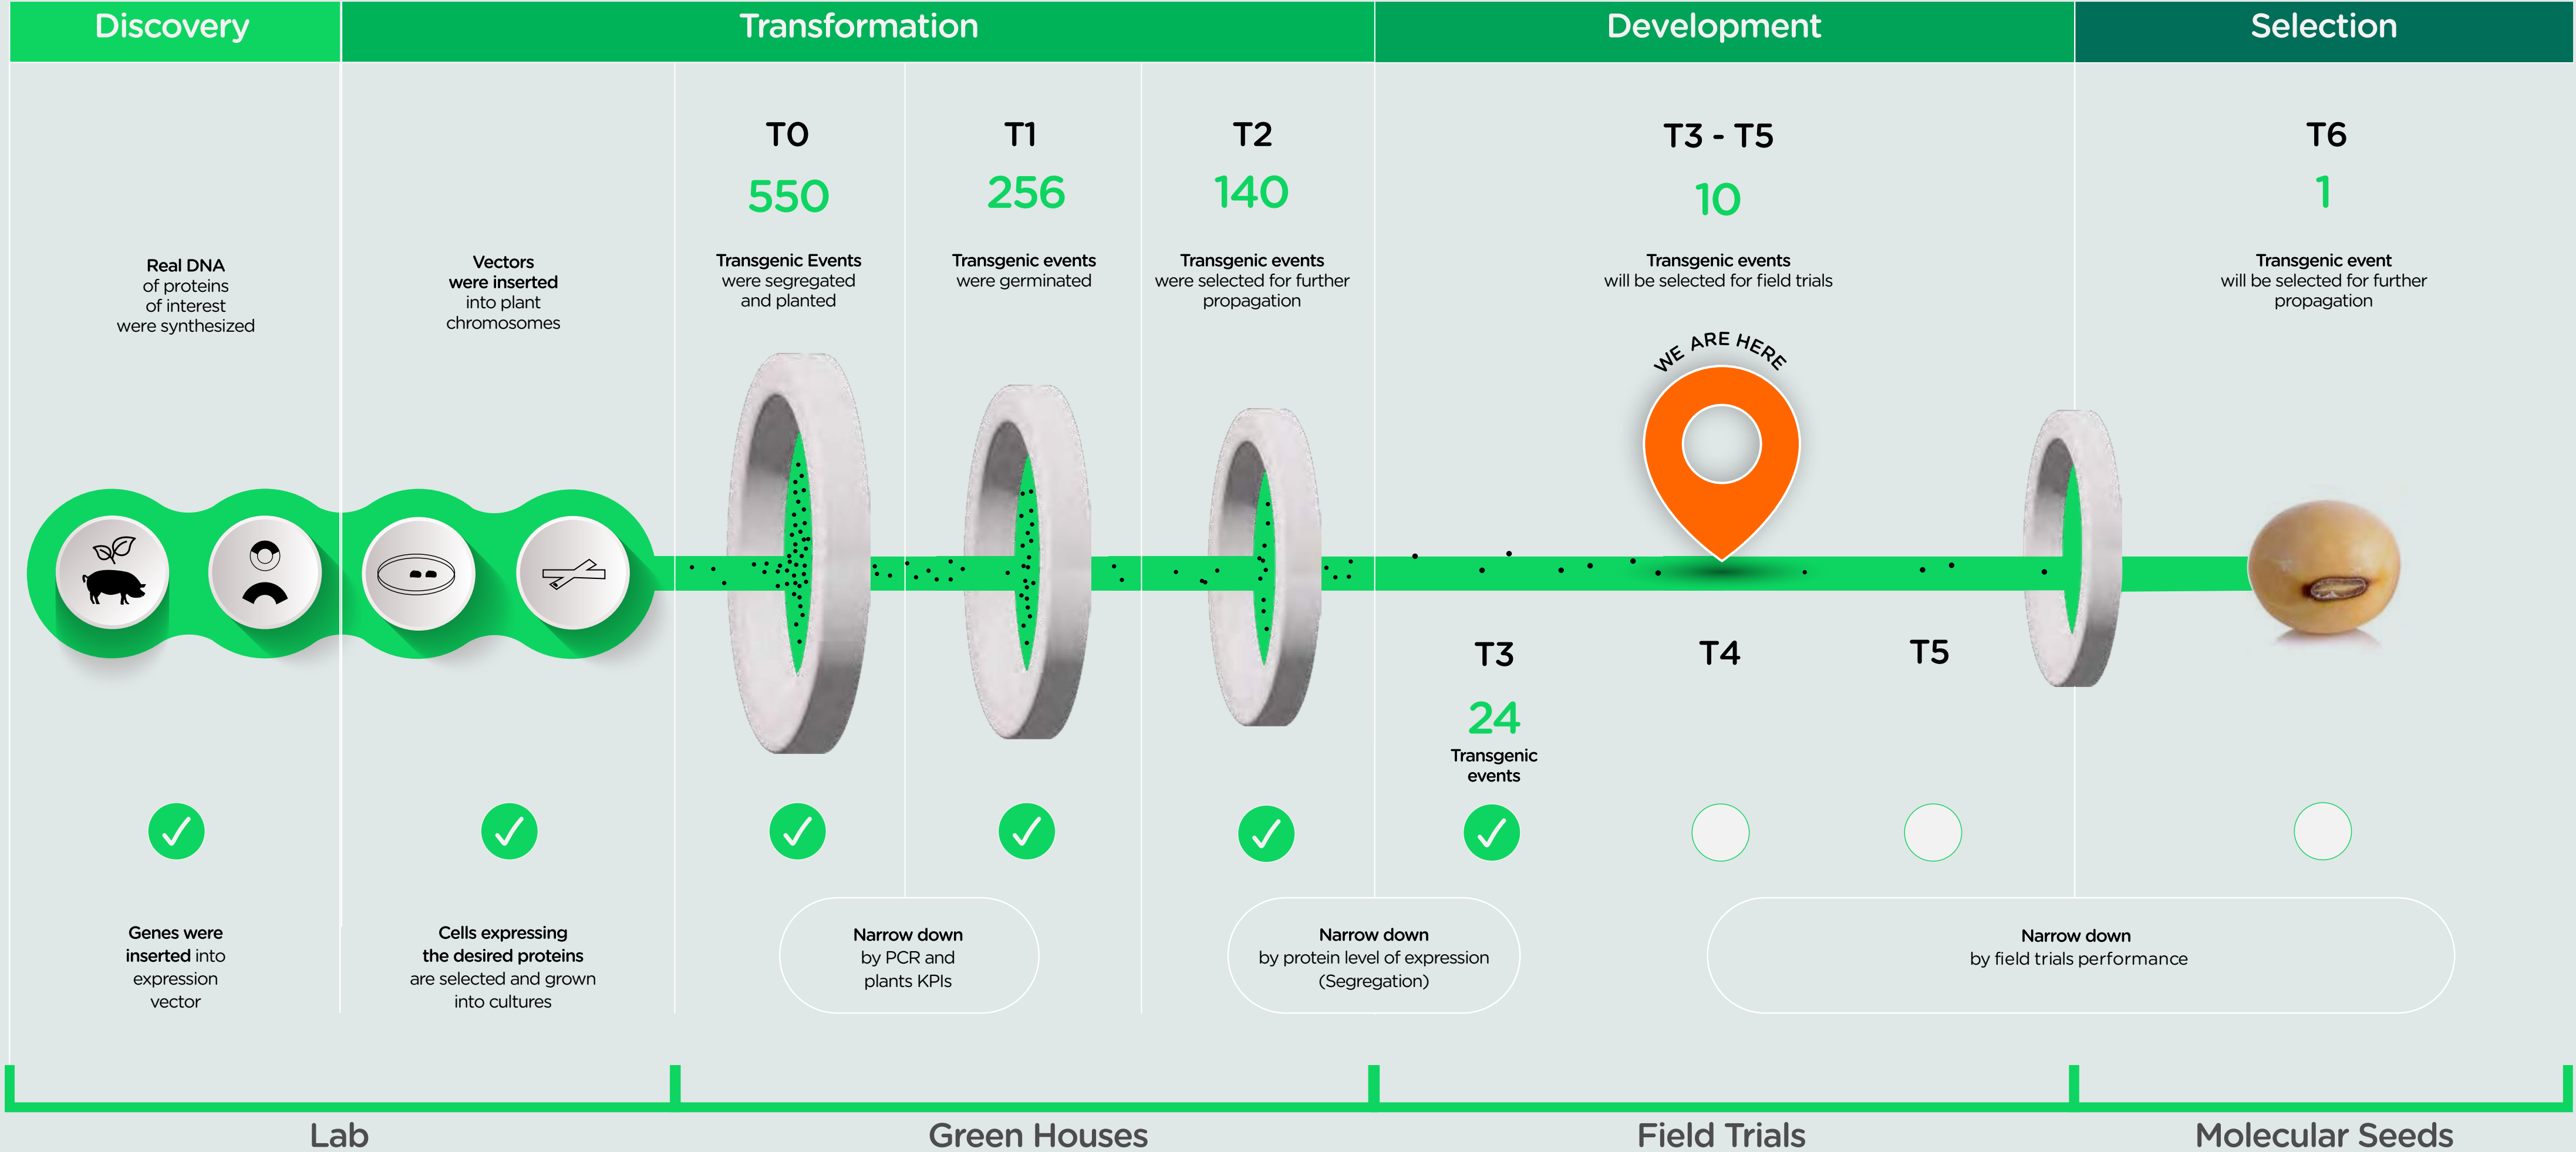 Discovery
Transformation
Development
Selection
Real DNA
of proteins
of interest
were synthesized
Vectors
were inserted
into plant
chromosomes
T0
550
Transgenic Events
were segregated
and planted
T1
256
Transgenic events
were germinated
T2
140
Transgenic events
were selected for further
propagation
T3 - T5
10
Transgenic events
will be selected for field trials
WE ARE HERE
T6
1
Transgenic event
will be selected for further
propagation
T3
24
Transgenic
events
T4
T5
Genes were
inserted into
expression
vector
Cells expressing
the desired proteins
are selected and grown
into cultures
Narrow down
by PCR and
plants KPIs
Narrow down
by protein level of expression
(Segregation)
Narrow down
by field trials performance
Lab
Green Houses
Field Trials
Molecular Seeds